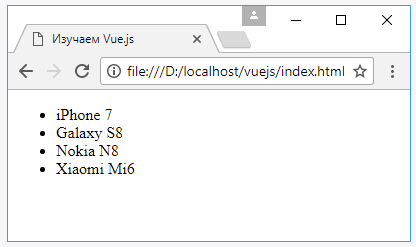 Изучаем Vue.js
file:///D:/localhost/vuejs/index.html
iPhone 7
Galaxy S8
Nokia N8
Xiaomi Mi6